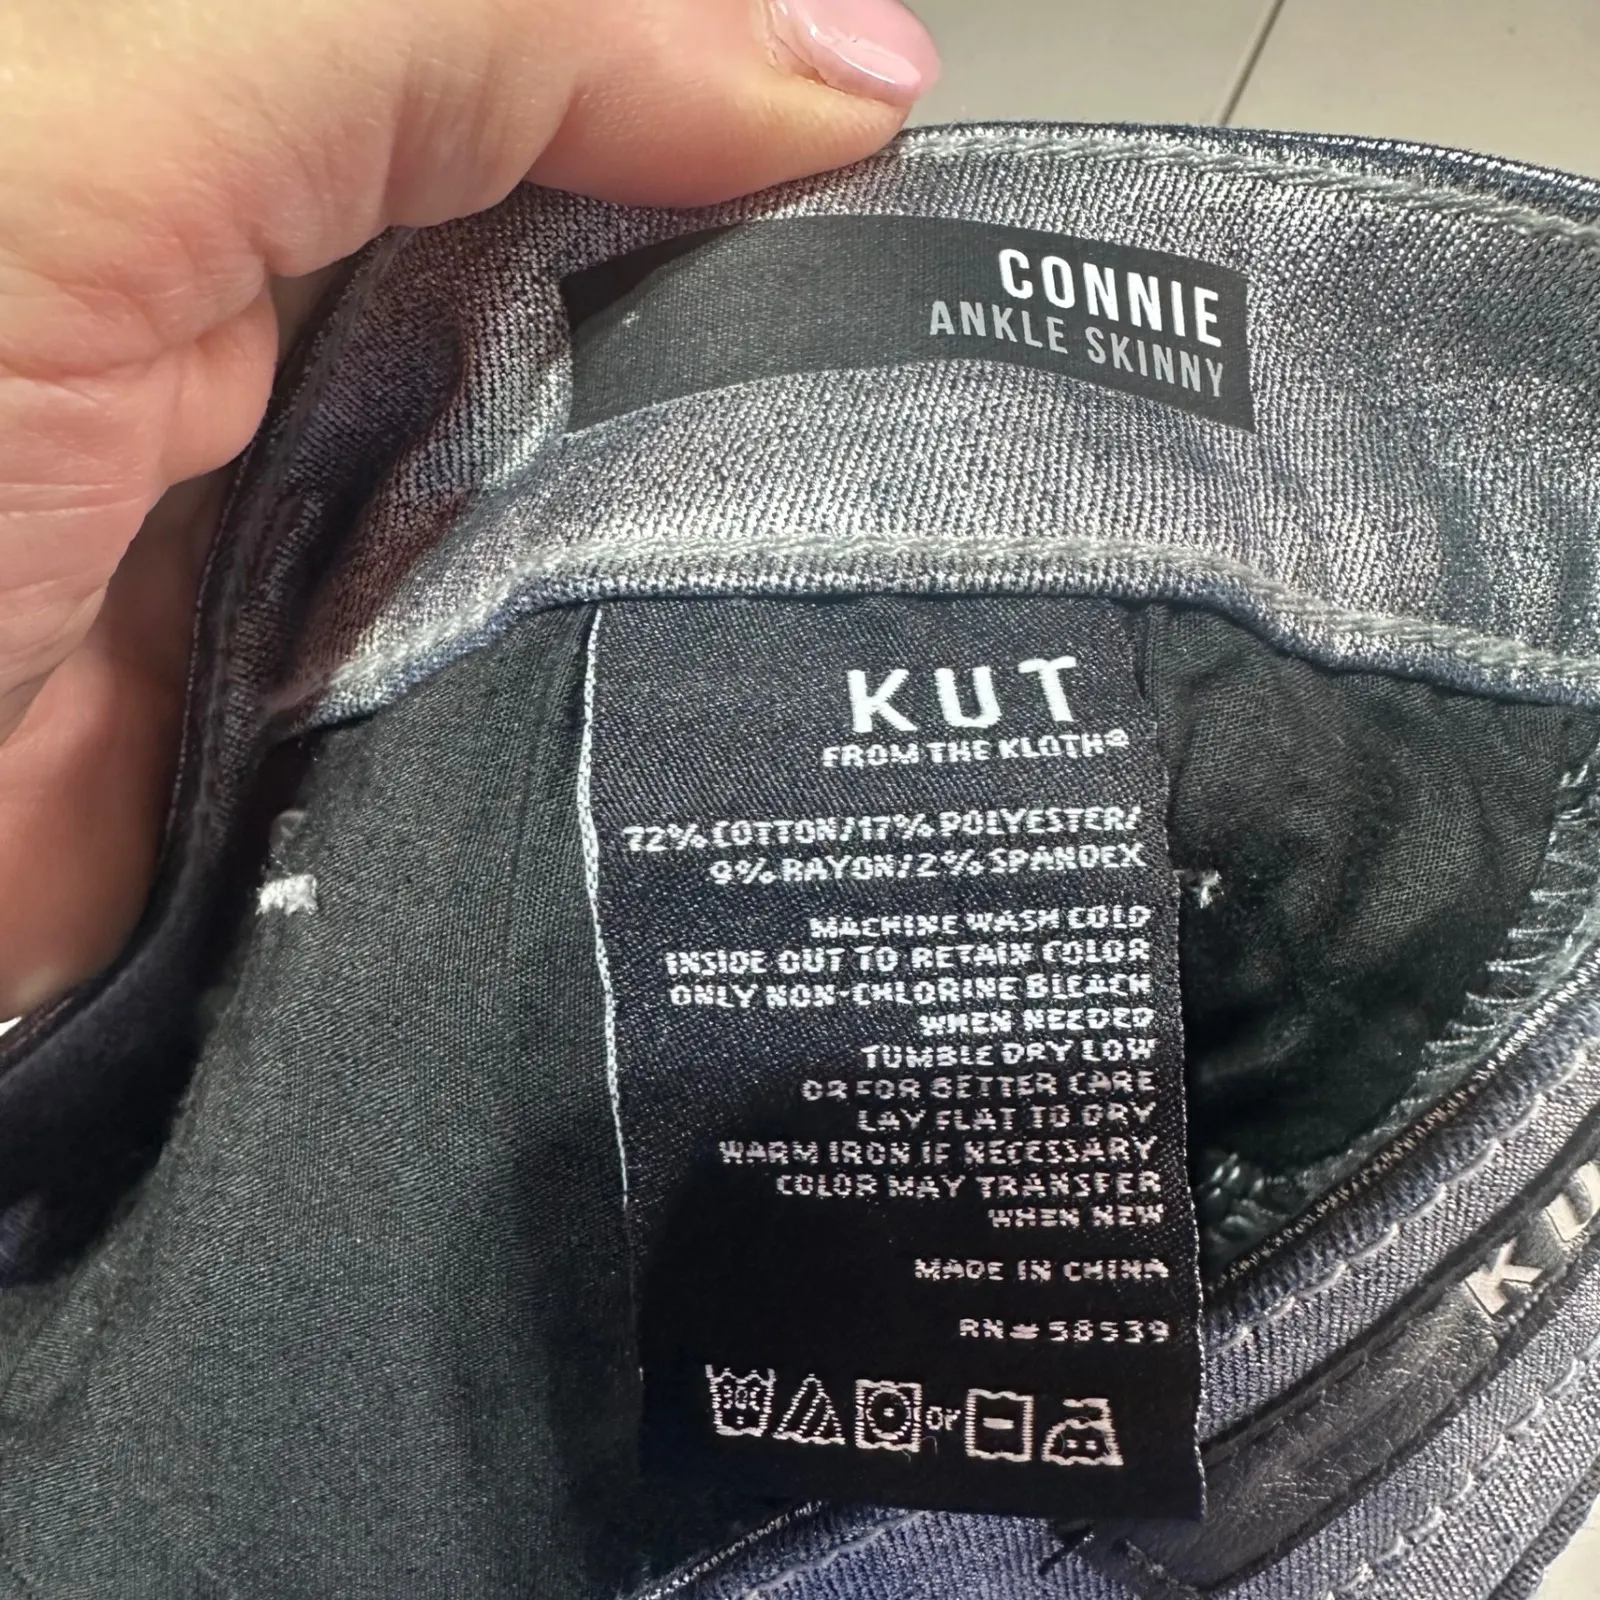 CONNIE
ANKLE SKINNY
KUT
FROM THE KLOTH®
72% COTTON/17% POLYESTER/
9% RAYON/2% SPANDEX
MACHINE WASH COLD
INSIDE OUT TO RETAIN COLOR
ONLY NON-CHLORINE BLEACH
WHEN NEEDED
TUMBLE DRY LOW
OR FOR BETTER CARE
LAY FLAT TO DRY
WARM IRON IF NECESSARY
COLOR MAY TRANSFER
WHEN NEW
MADE IN CHINA
RN#58539
30C or
KU